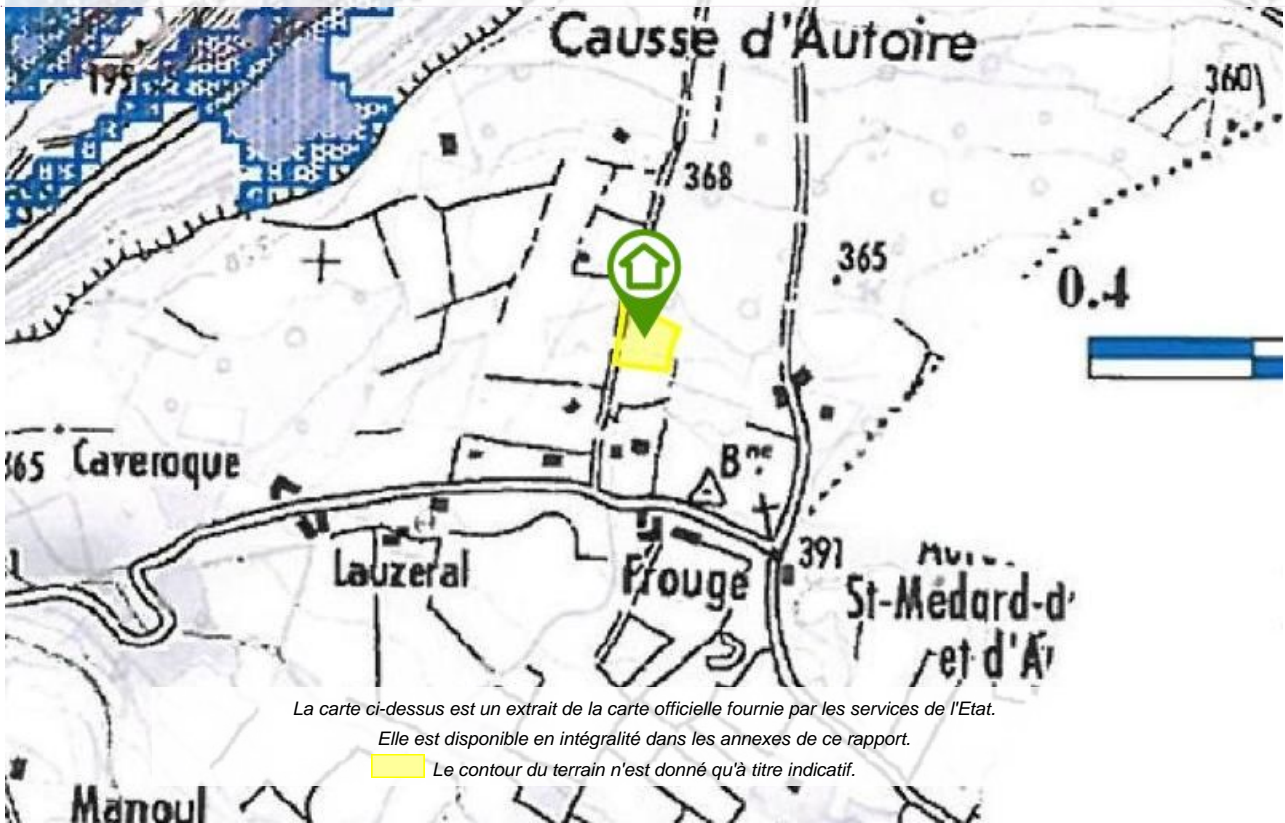 Causse d'Autoire
195
360
368
365
0.4
Caveroque
B^ne
391
Lauzeral
Frouge
St-Médard-d'
et d'A
La carte ci-dessus est un extrait de la carte officielle fournie par les services de l'Etat.
Elle est disponible en intégralité dans les annexes de ce rapport.
Le contour du terrain n'est donné qu'à titre indicatif.
Manoul